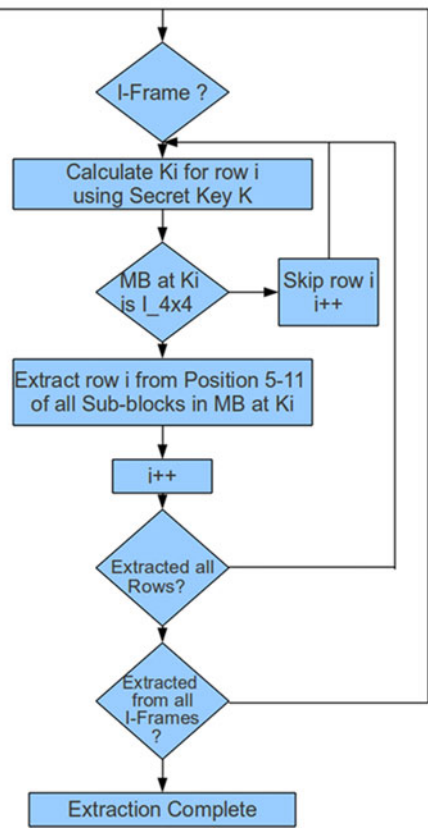 I-Frame ?
Calculate Ki for row i
using Secret Key K
MB at Ki
is I_4x4
Skip row i
i++
Extract row i from Position 5-11
of all Sub-blocks in MB at Ki
i++
Extracted all
Rows?
Extracted
from all
I-Frames
?
Extraction Complete